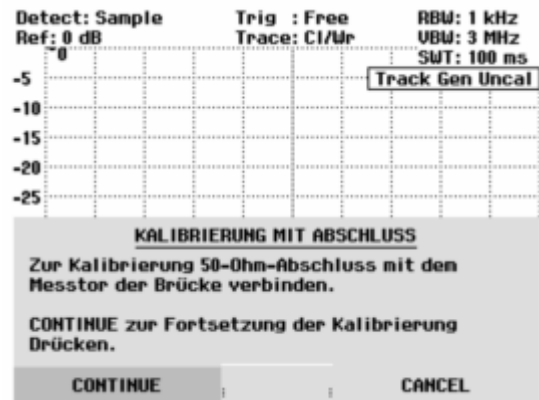 Detect: Sample Trig : Free RBW: 1 kHz
Ref: 0 dB Trace: Cl/Wr VBW: 3 MHz
SWT: 100 ms
0
Track Gen Uncal
-5
-10
-15
-20
-25
KALIBRIERUNG MIT ABSCHLUSS
Zur Kalibrierung 50-Ohm-Abschluss mit dem
Messtor der Brücke verbinden.
CONTINUE zur Fortsetzung der Kalibrierung
Drücken.
CONTINUE CANCEL